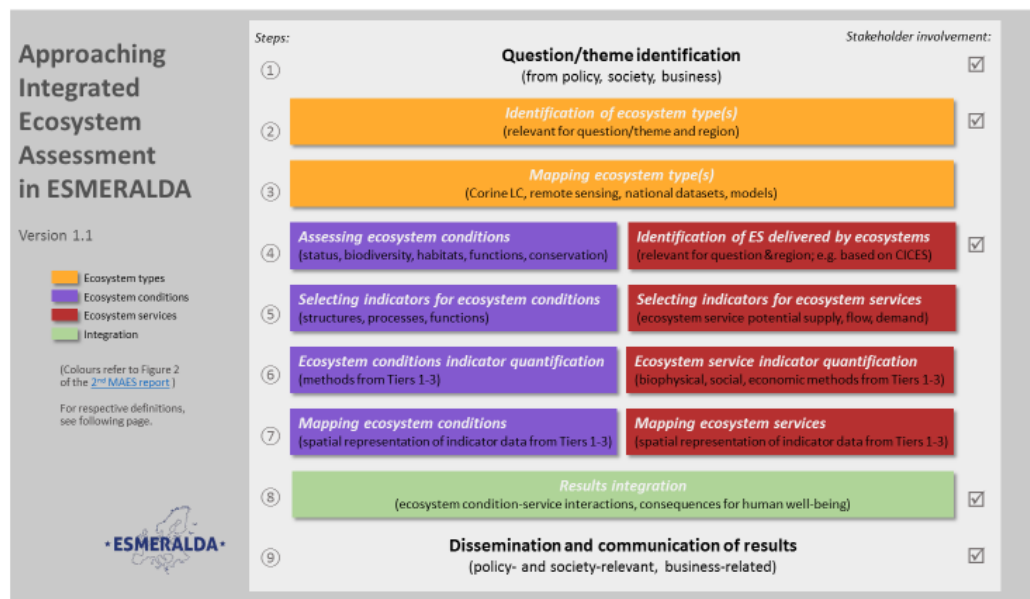 Approaching
Integrated
Ecosystem
Assessment
in ESMERALDA
Version 1.1
Ecosystem types
Ecosystem conditions
Ecosystem services
Integration
(Colours refer to Figure 2
of the 2nd MAES report )
For respective definitions,
see following page.
ESMERALDA
Steps:
Stakeholder involvement:
1
Question/theme identification
(from policy, society, business)
2
Identification of ecosystem type(s)
(relevant for question/theme and region)
3
Mapping ecosystem type(s)
(Corine LC, remote sensing, national datasets, models)
4
Assessing ecosystem conditions
(status, biodiversity, habitats, functions, conservation)
Identification of ES delivered by ecosystems
(relevant for question &region; e.g. based on CICES)
5
Selecting indicators for ecosystem conditions
(structures, processes, functions)
Selecting indicators for ecosystem services
(ecosystem service potential supply, flow, demand)
6
Ecosystem conditions indicator quantification
(methods from Tiers 1-3)
Ecosystem service indicator quantification
(biophysical, social, economic methods from Tiers 1-3)
7
Mapping ecosystem conditions
(spatial representation of indicator data from Tiers 1-3)
Mapping ecosystem services
(spatial representation of indicator data from Tiers 1-3)
8
Results integration
(ecosystem condition-service interactions, consequences for human well-being)
9
Dissemination and communication of results
(policy- and society-relevant, business-related)